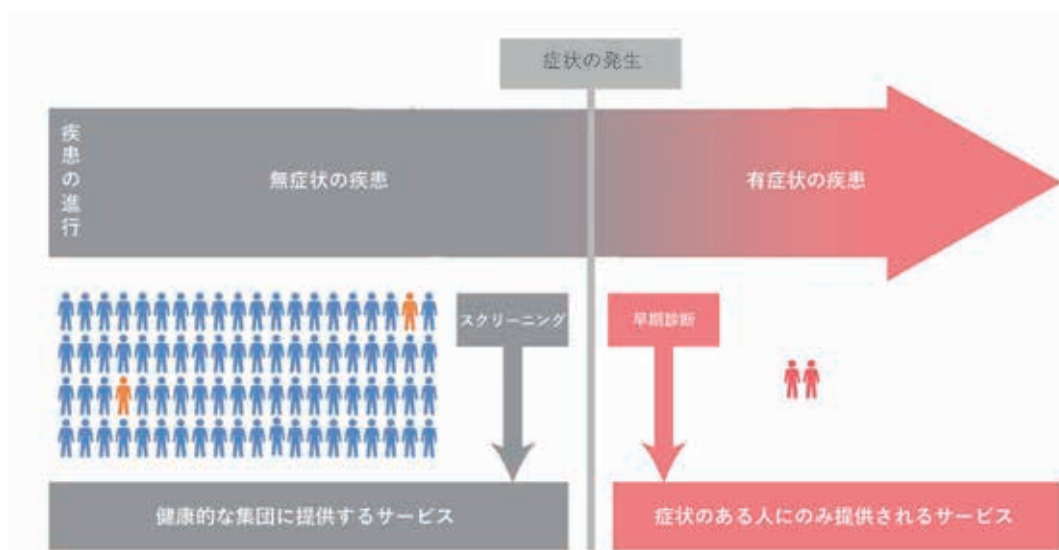 症状の発生
疾患の進行
無症状の疾患
有症状の疾患
スクリーニング
早期診断
健康的な集団に提供するサービス
症状のある人にのみ提供されるサービス